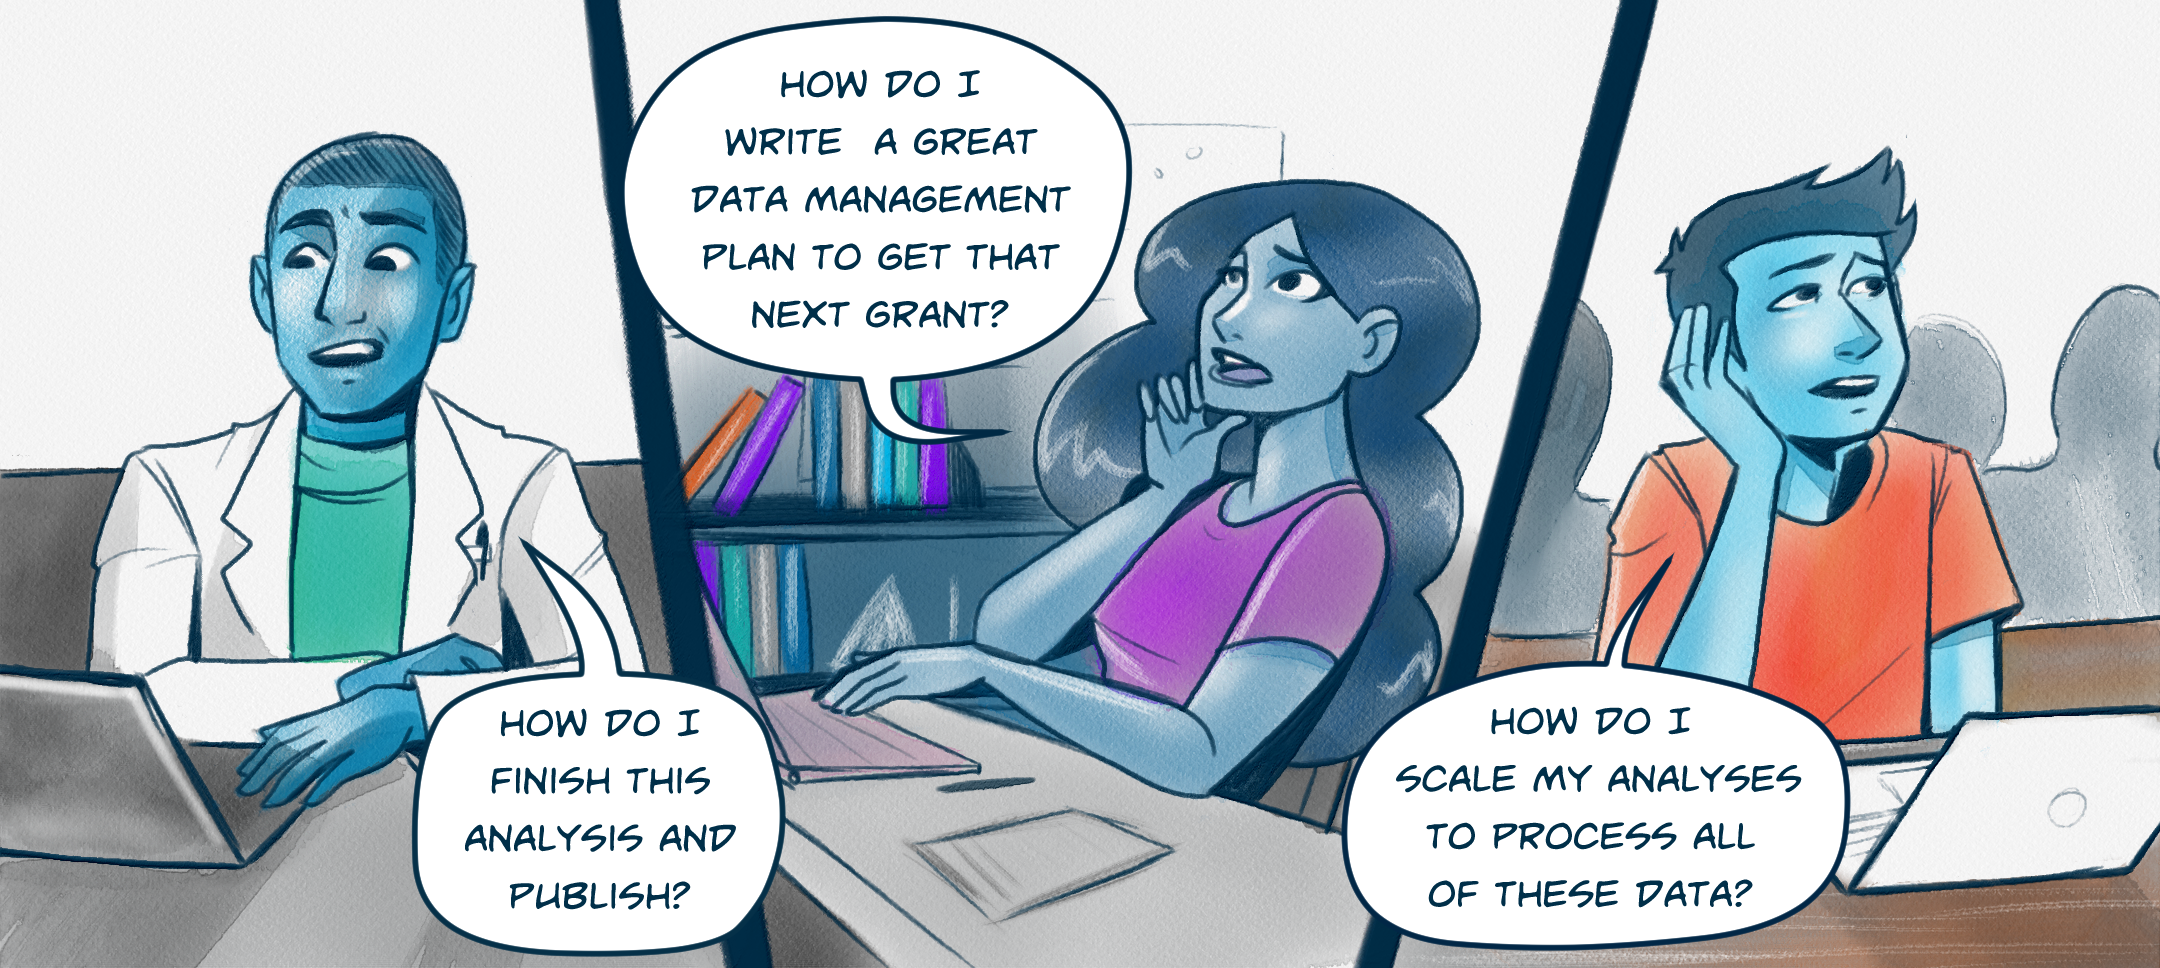 HOW DO I
FINISH THIS
ANALYSIS AND
PUBLISH?
HOW DO I
WRITE A GREAT
DATA MANAGEMENT
PLAN TO GET THAT
NEXT GRANT?
HOW DO I
SCALE MY ANALYSES
TO PROCESS ALL
OF THESE DATA?